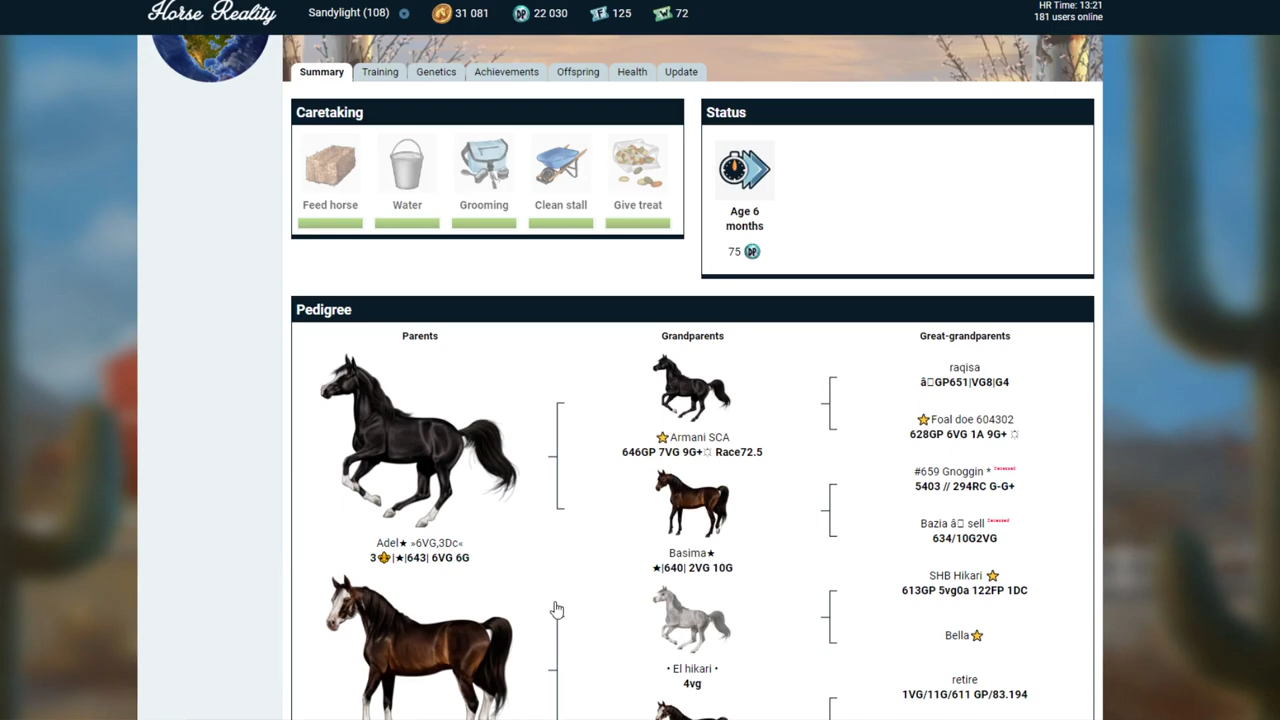 Horse Reality
Sandylight (108)
31 081
DP
22 030
125
72
HR Time: 13:21
181 users online
Summary
Training
Genetics
Achievements
Offspring
Health
Update
Caretaking
Feed horse
Water
Grooming
Clean stall
Give treat
Status
Age 6
months
75 DP
Pedigree
Parents
Grandparents
Great-grandparents
Adel★ »6VG,3Dc«
3⚜|★|643| 6VG 6G
⭐Armani SCA
646GP 7VG 9G+҉ Race72.5
Basima★
★|640| 2VG 10G
• El hikari •
4vg
raqisa
â□GP651|VG8|G4
⭐Foal doe 604302
628GP 6VG 1A 9G+ ҉
#659 Gnoggin * Deceased
5403 // 294RC G-G+
Bazia â□ sell Deceased
634/10G2VG
SHB Hikari ⭐
613GP 5vg0a 122FP 1DC
Bella⭐
retire
1VG/11G/611 GP/83.194